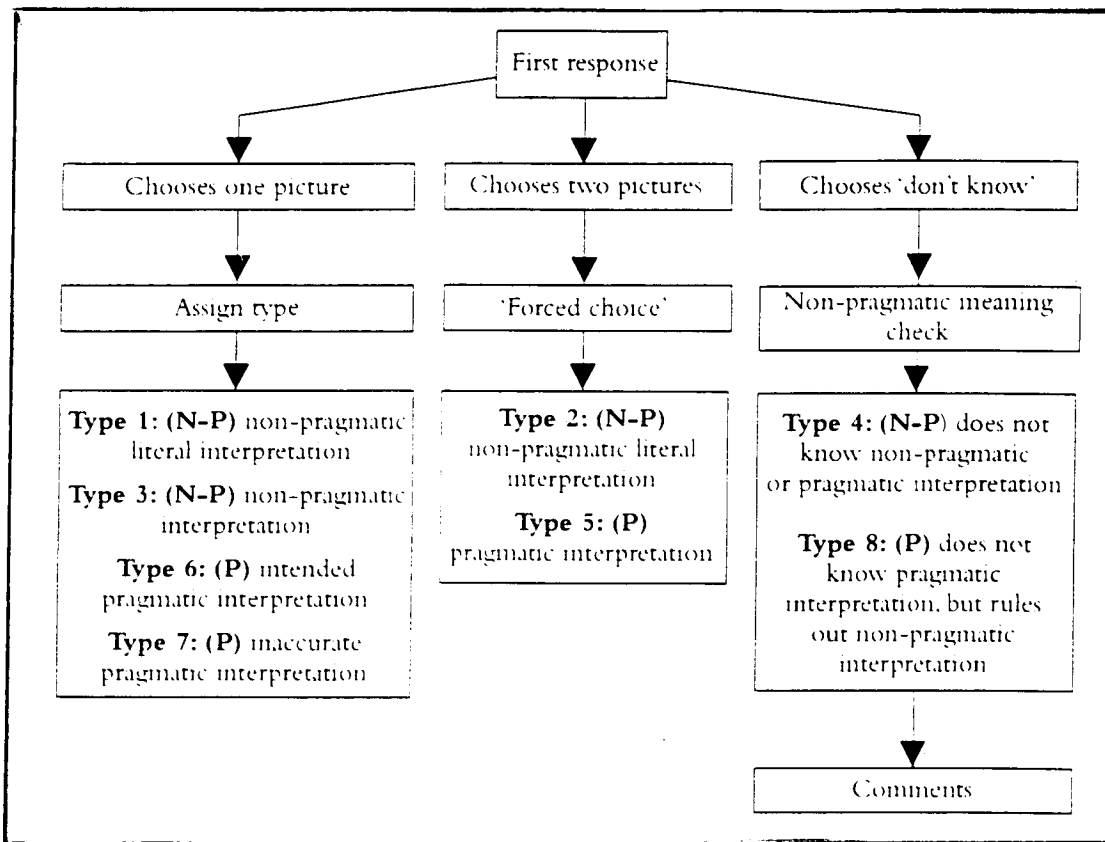 First response
Chooses one picture
Chooses two pictures
Chooses 'don't know'
Assign type
'Forced choice'
Non-pragmatic meaning
check
Type 1: (N-P) non-pragmatic
literal interpretation
Type 3: (N-P) non-pragmatic
interpretation
Type 6: (P) intended
pragmatic interpretation
Type 7: (P) inaccurate
pragmatic interpretation
Type 2: (N-P)
non-pragmatic literal
interpretation
Type 5: (P)
pragmatic interpretation
Type 4: (N-P) does not
know non-pragmatic
or pragmatic interpretation
Type 8: (P) does not
know pragmatic
interpretation, but rules
out non-pragmatic
interpretation
Comments